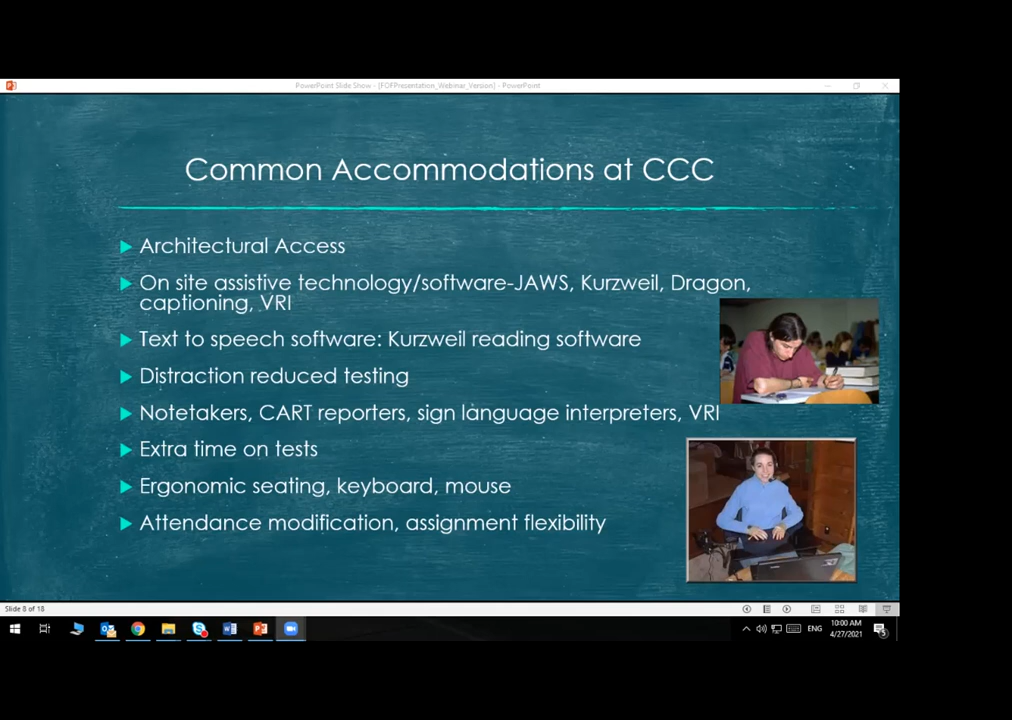 PowerPoint Slide Show - [FOFPresentation_Webinar_Version] - PowerPoint
Common Accommodations at CCC
Architectural Access
On site assistive technology/software-JAWS, Kurzweil, Dragon,
captioning, VRI
Text to speech software: Kurzweil reading software
Distraction reduced testing
Notetakers, CART reporters, sign language interpreters, VRI
Extra time on tests
Ergonomic seating, keyboard, mouse
Attendance modification, assignment flexibility
Slide 8 of 18
ENG
10:00 AM
4/27/2021
5